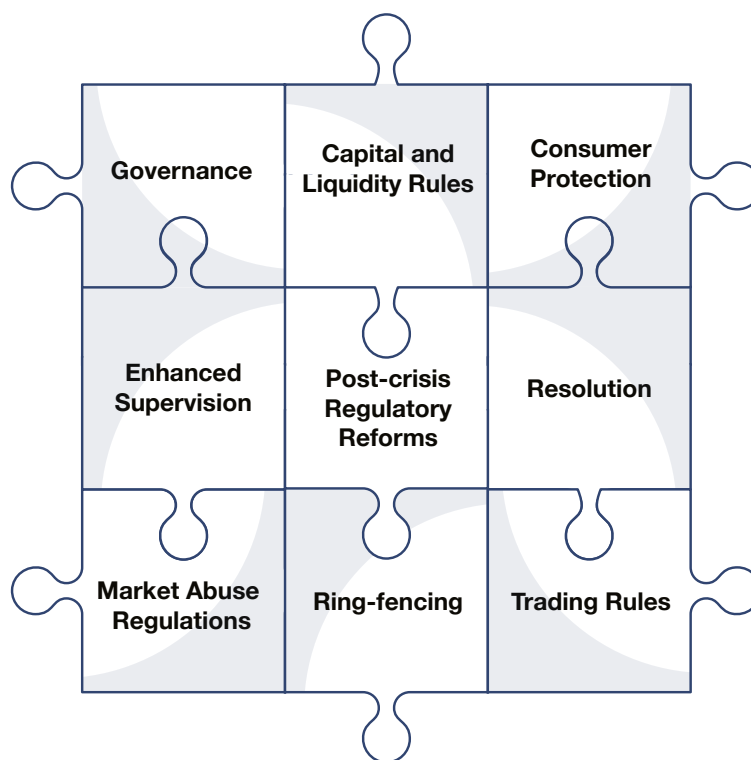 Governance
Capital and
Liquidity Rules
Consumer
Protection
Enhanced
Supervision
Post-crisis
Regulatory
Reforms
Resolution
Market Abuse
Regulations
Ring-fencing
Trading Rules